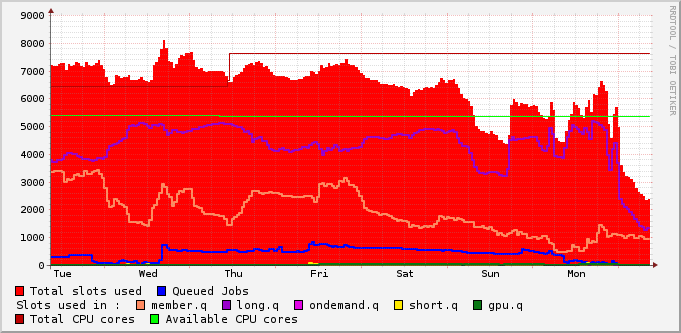 9000
8000
7000
6000
5000
4000
3000
2000
1000
0
Tue Wed Thu Fri Sat Sun Mon
RRDTOOL / TOBI OETIKER
Total slots used Queued Jobs
Slots used in : member.q long.q ondemand.q short.q gpu.q
Total CPU cores Available CPU cores